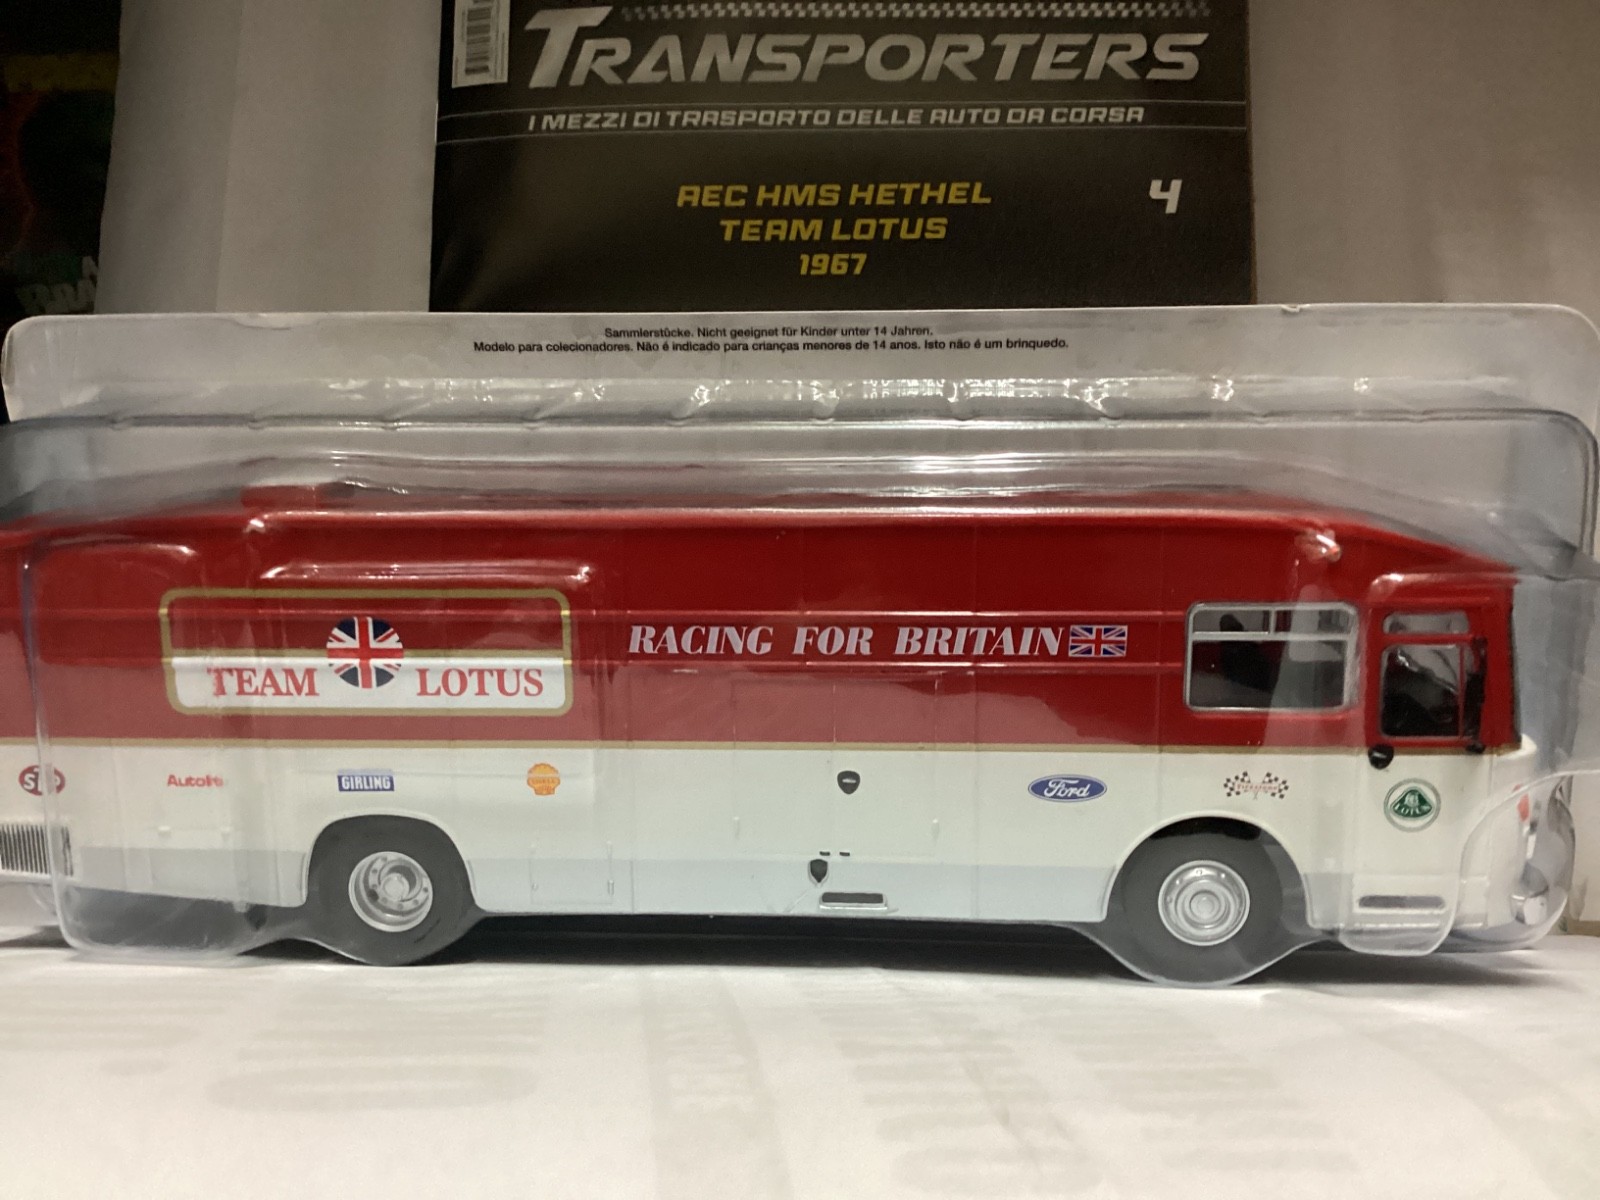 TRANSPORTERS
I MEZZI DI TRASPORTO DELLE AUTO DA CORSA
AEC HMS HETHEL
4
TEAM LOTUS
1967
Sammlerstücke. Nicht geeignet für Kinder unter 14 Jahren.
Modelo para colecionadores. Não é indicado para crianças menores de 14 anos. Isto não é um brinquedo.
RACING FOR BRITAIN
TEAM LOTUS
STP
Autolite
GIRLING
Ford
LOTUS